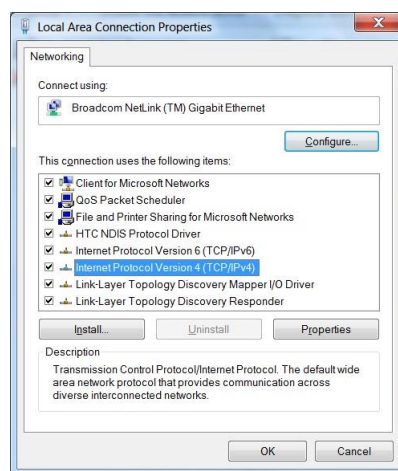 Local Area Connection Properties
X
Networking
Connect using:
Broadcom NetLink (TM) Gigabit Ethernet
Configure...
This connection uses the following items:
Client for Microsoft Networks
QoS Packet Scheduler
File and Printer Sharing for Microsoft Networks
HTC NDIS Protocol Driver
Internet Protocol Version 6 (TCP/IPv6)
Internet Protocol Version 4 (TCP/IPv4)
Link-Layer Topology Discovery Mapper I/O Driver
Link-Layer Topology Discovery Responder
Install... Uninstall Properties
Description
Transmission Control Protocol/Internet Protocol. The default wide
area network protocol that provides communication across
diverse interconnected networks.
OK Cancel